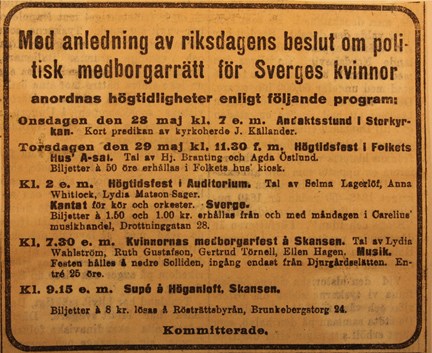 Med anledning av riksdagens beslut om poli-
tisk medborgarrätt för Sverges kvinnor
anordnas högtidligheter enligt följande program:
Onsdagen den 28 maj kl. 7 e. m. Andaktsstund i Storkyr-
kan. Kort predikan av kyrkoherde J. Källander.
Torsdagen den 29 maj kl. 11.30 f. m. Högtidsfest i Folkets
Hus' A-sal. Tal av Hj. Branting och Agda Östlund.
Biljetter à 50 öre erhållas i Folkets hus' kiosk.
Kl. 2 e. m. Högtidsfest i Auditorium. Tal av Selma Lagerlöf, Anna
Whitlock, Lydia Matson-Sager.
Kantat för kör och orkester. Sverge.
Biljetter à 1.50 och 1.00 kr. erhållas från och med måndagen i Carelius'
musikhandel, Drottninggatan 28.
Kl. 7.30 e. m. Kvinnornas medborgarfest å Skansen. Tal av Lydia
Wahlström, Ruth Gustafson, Gertrud Törnell, Ellen Hagen. Musik.
Festen hålles å nedre Solliden, ingång endast från Djurgårdsslätten. En-
tré 25 öre.
Kl. 9.15 e. m. Supé å Höganloft, Skansen.
Biljetter à 8 kr. lösas å Rösträttsbyrån, Brunkebergstorg 24.
Kommitterade.